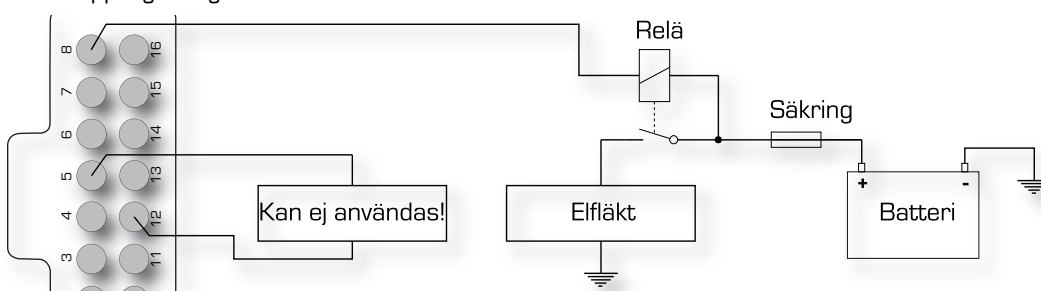 Relä
Säkring
8
16
7
15
6
14
5
13
4
12
3
11
Kan ej användas!
Elfläkt
Batteri
+
-